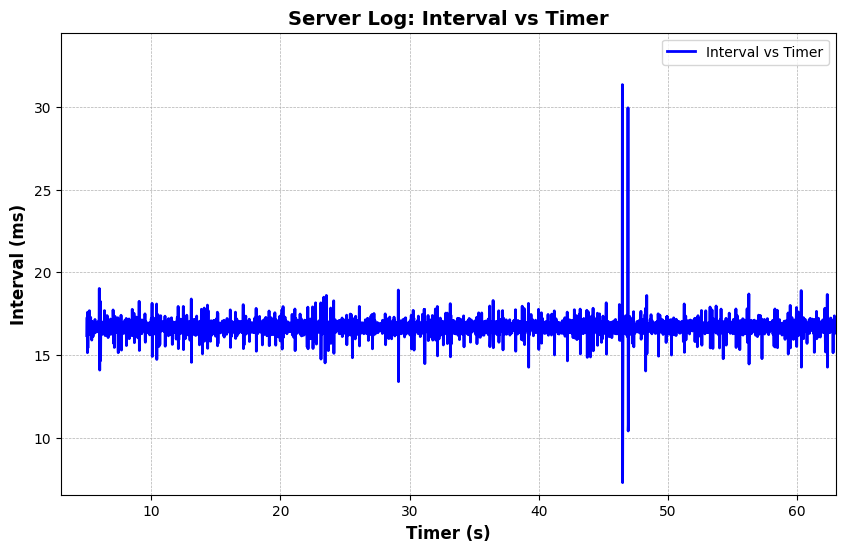 Server Log: Interval vs Timer
Interval vs Timer
30
25
20
15
10
Interval (ms)
10 20 30 40 50 60
Timer (s)